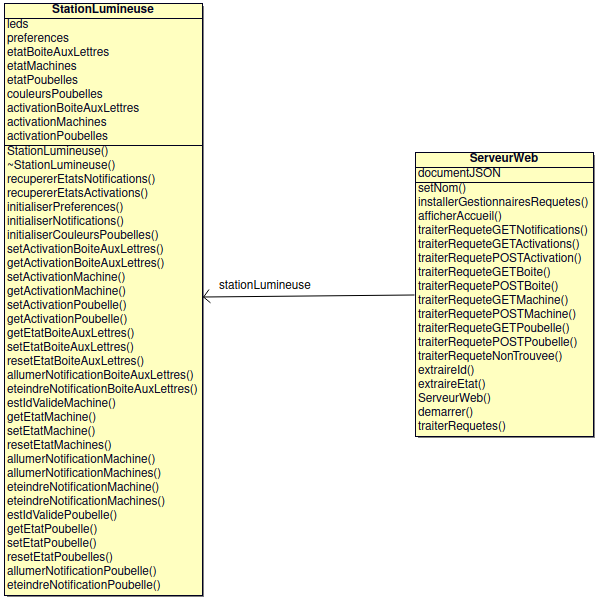 StationLumineuse
leds
preferences
etatBoiteAuxLettres
etatMachines
etatPoubelles
couleursPoubelles
activationBoiteAuxLettres
activationMachines
activationPoubelles
StationLumineuse()
~StationLumineuse()
recupererEtatsNotifications()
recupererEtatsActivations()
initialiserPreferences()
initialiserNotifications()
initialiserCouleursPoubelles()
setActivationBoiteAuxLettres()
getActivationBoiteAuxLettres()
setActivationMachine()
getActivationMachine()
setActivationPoubelle()
getActivationPoubelle()
getEtatBoiteAuxLettres()
setEtatBoiteAuxLettres()
resetEtatBoiteAuxLettres()
allumerNotificationBoiteAuxLettres()
eteindreNotificationBoiteAuxLettres()
estIdValideMachine()
getEtatMachine()
setEtatMachine()
resetEtatMachines()
allumerNotificationMachine()
allumerNotificationMachines()
eteindreNotificationMachine()
eteindreNotificationMachines()
estIdValidePoubelle()
getEtatPoubelle()
setEtatPoubelle()
resetEtatPoubelles()
allumerNotificationPoubelle()
eteindreNotificationPoubelle()
stationLumineuse
ServeurWeb
documentJSON
setNom()
installerGestionnairesRequetes()
afficherAccueil()
traiterRequeteGETNotifications()
traiterRequeteGETActivations()
traiterRequetePOSTActivation()
traiterRequeteGETBoite()
traiterRequetePOSTBoite()
traiterRequeteGETMachine()
traiterRequetePOSTMachine()
traiterRequeteGETPoubelle()
traiterRequetePOSTPoubelle()
traiterRequeteNonTrouvee()
extraireId()
extraireEtat()
ServeurWeb()
demarrer()
traiterRequetes()